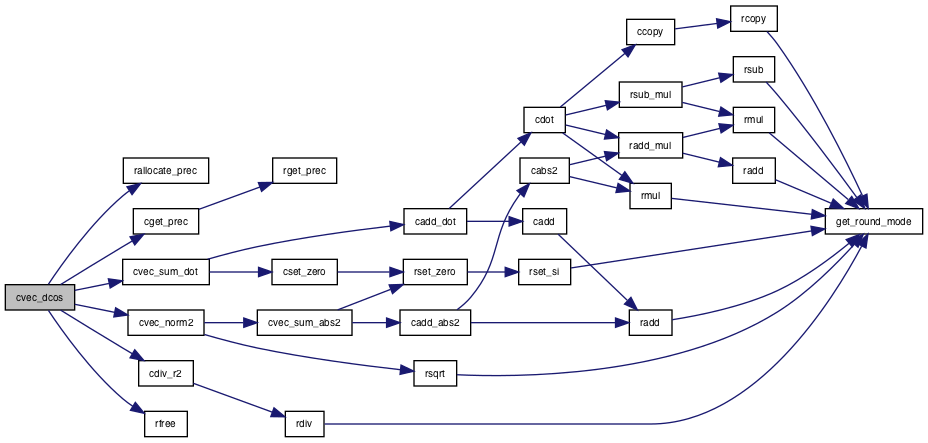 cvec_dcos
rallocate_prec
cget_prec
cvec_sum_dot
cvec_norm2
cdiv_r2
rfree
rget_prec
cset_zero
cvec_sum_abs2
rdiv
cadd_dot
rset_zero
cadd_abs2
rsqrt
cdot
cabs2
cadd
rset_si
ccopy
rsub_mul
radd_mul
rmul
radd
rcopy
rsub
rmul
radd
get_round_mode